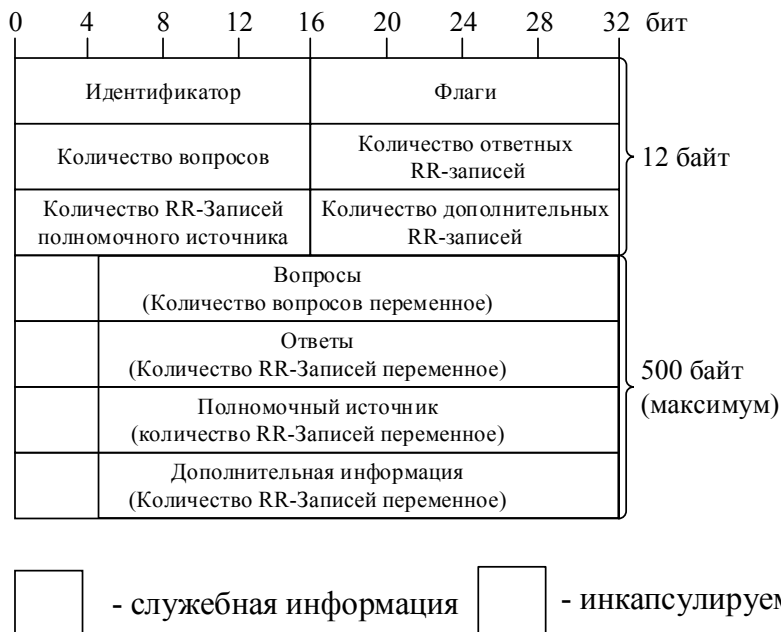 0 4 8 12 16 20 24 28 32 бит
Идентификатор
Флаги
Количество вопросов
Количество ответных
RR-записей
12 байт
Количество RR-Записей
полномочного источника
Количество дополнительных
RR-записей
Вопросы
(Количество вопросов переменное)
Ответы
(Количество RR-Записей переменное)
500 байт
(максимум)
Полномочный источник
(количество RR-Записей переменное)
Дополнительная информация
(Количество RR-Записей переменное)
- служебная информация
- инкапсулируем